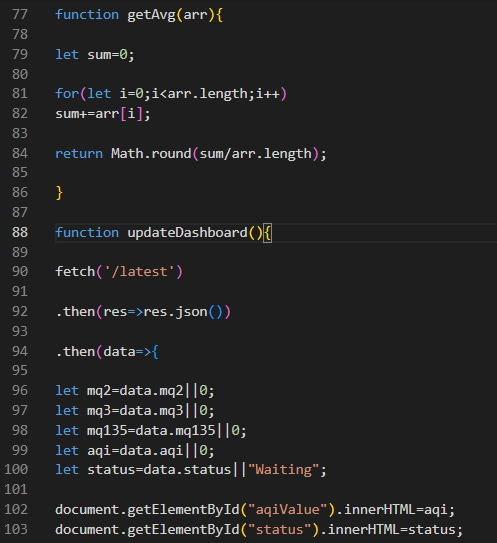 77 function getAvg(arr){
78
79 let sum=0;
80
81 for(let i=0;i<arr.length;i++)
82 sum+=arr[i];
83
84 return Math.round(sum/arr.length);
85
86 }
87
88 function updateDashboard(){
89
90 fetch('/latest')
91
92 .then(res=>res.json())
93
94 .then(data=>{
95
96 let mq2=data.mq2||0;
97 let mq3=data.mq3||0;
98 let mq135=data.mq135||0;
99 let aqi=data.aqi||0;
100 let status=data.status||"Waiting";
101
102 document.getElementById("aqiValue").innerHTML=aqi;
103 document.getElementById("status").innerHTML=status;